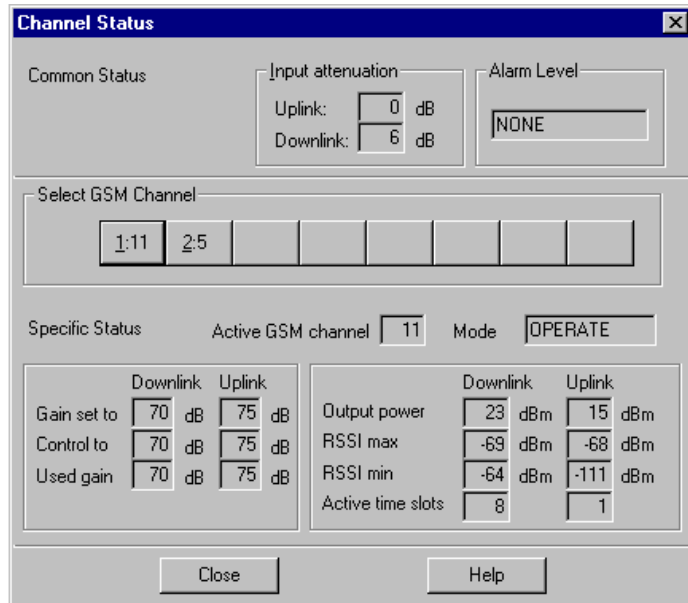 Channel Status
Common Status
Input attenuation
Uplink: 0 dB
Downlink: 6 dB
Alarm Level
NONE
Select GSM Channel
1:11 2:5
Specific Status Active GSM channel 11 Mode OPERATE
Downlink Uplink
Gain set to 70 dB 75 dB
Control to 70 dB 75 dB
Used gain 70 dB 75 dB
Downlink Uplink
Output power 23 dBm 15 dBm
RSSI max -69 dBm -68 dBm
RSSI min -64 dBm -111 dBm
Active time slots 8 1
Close Help